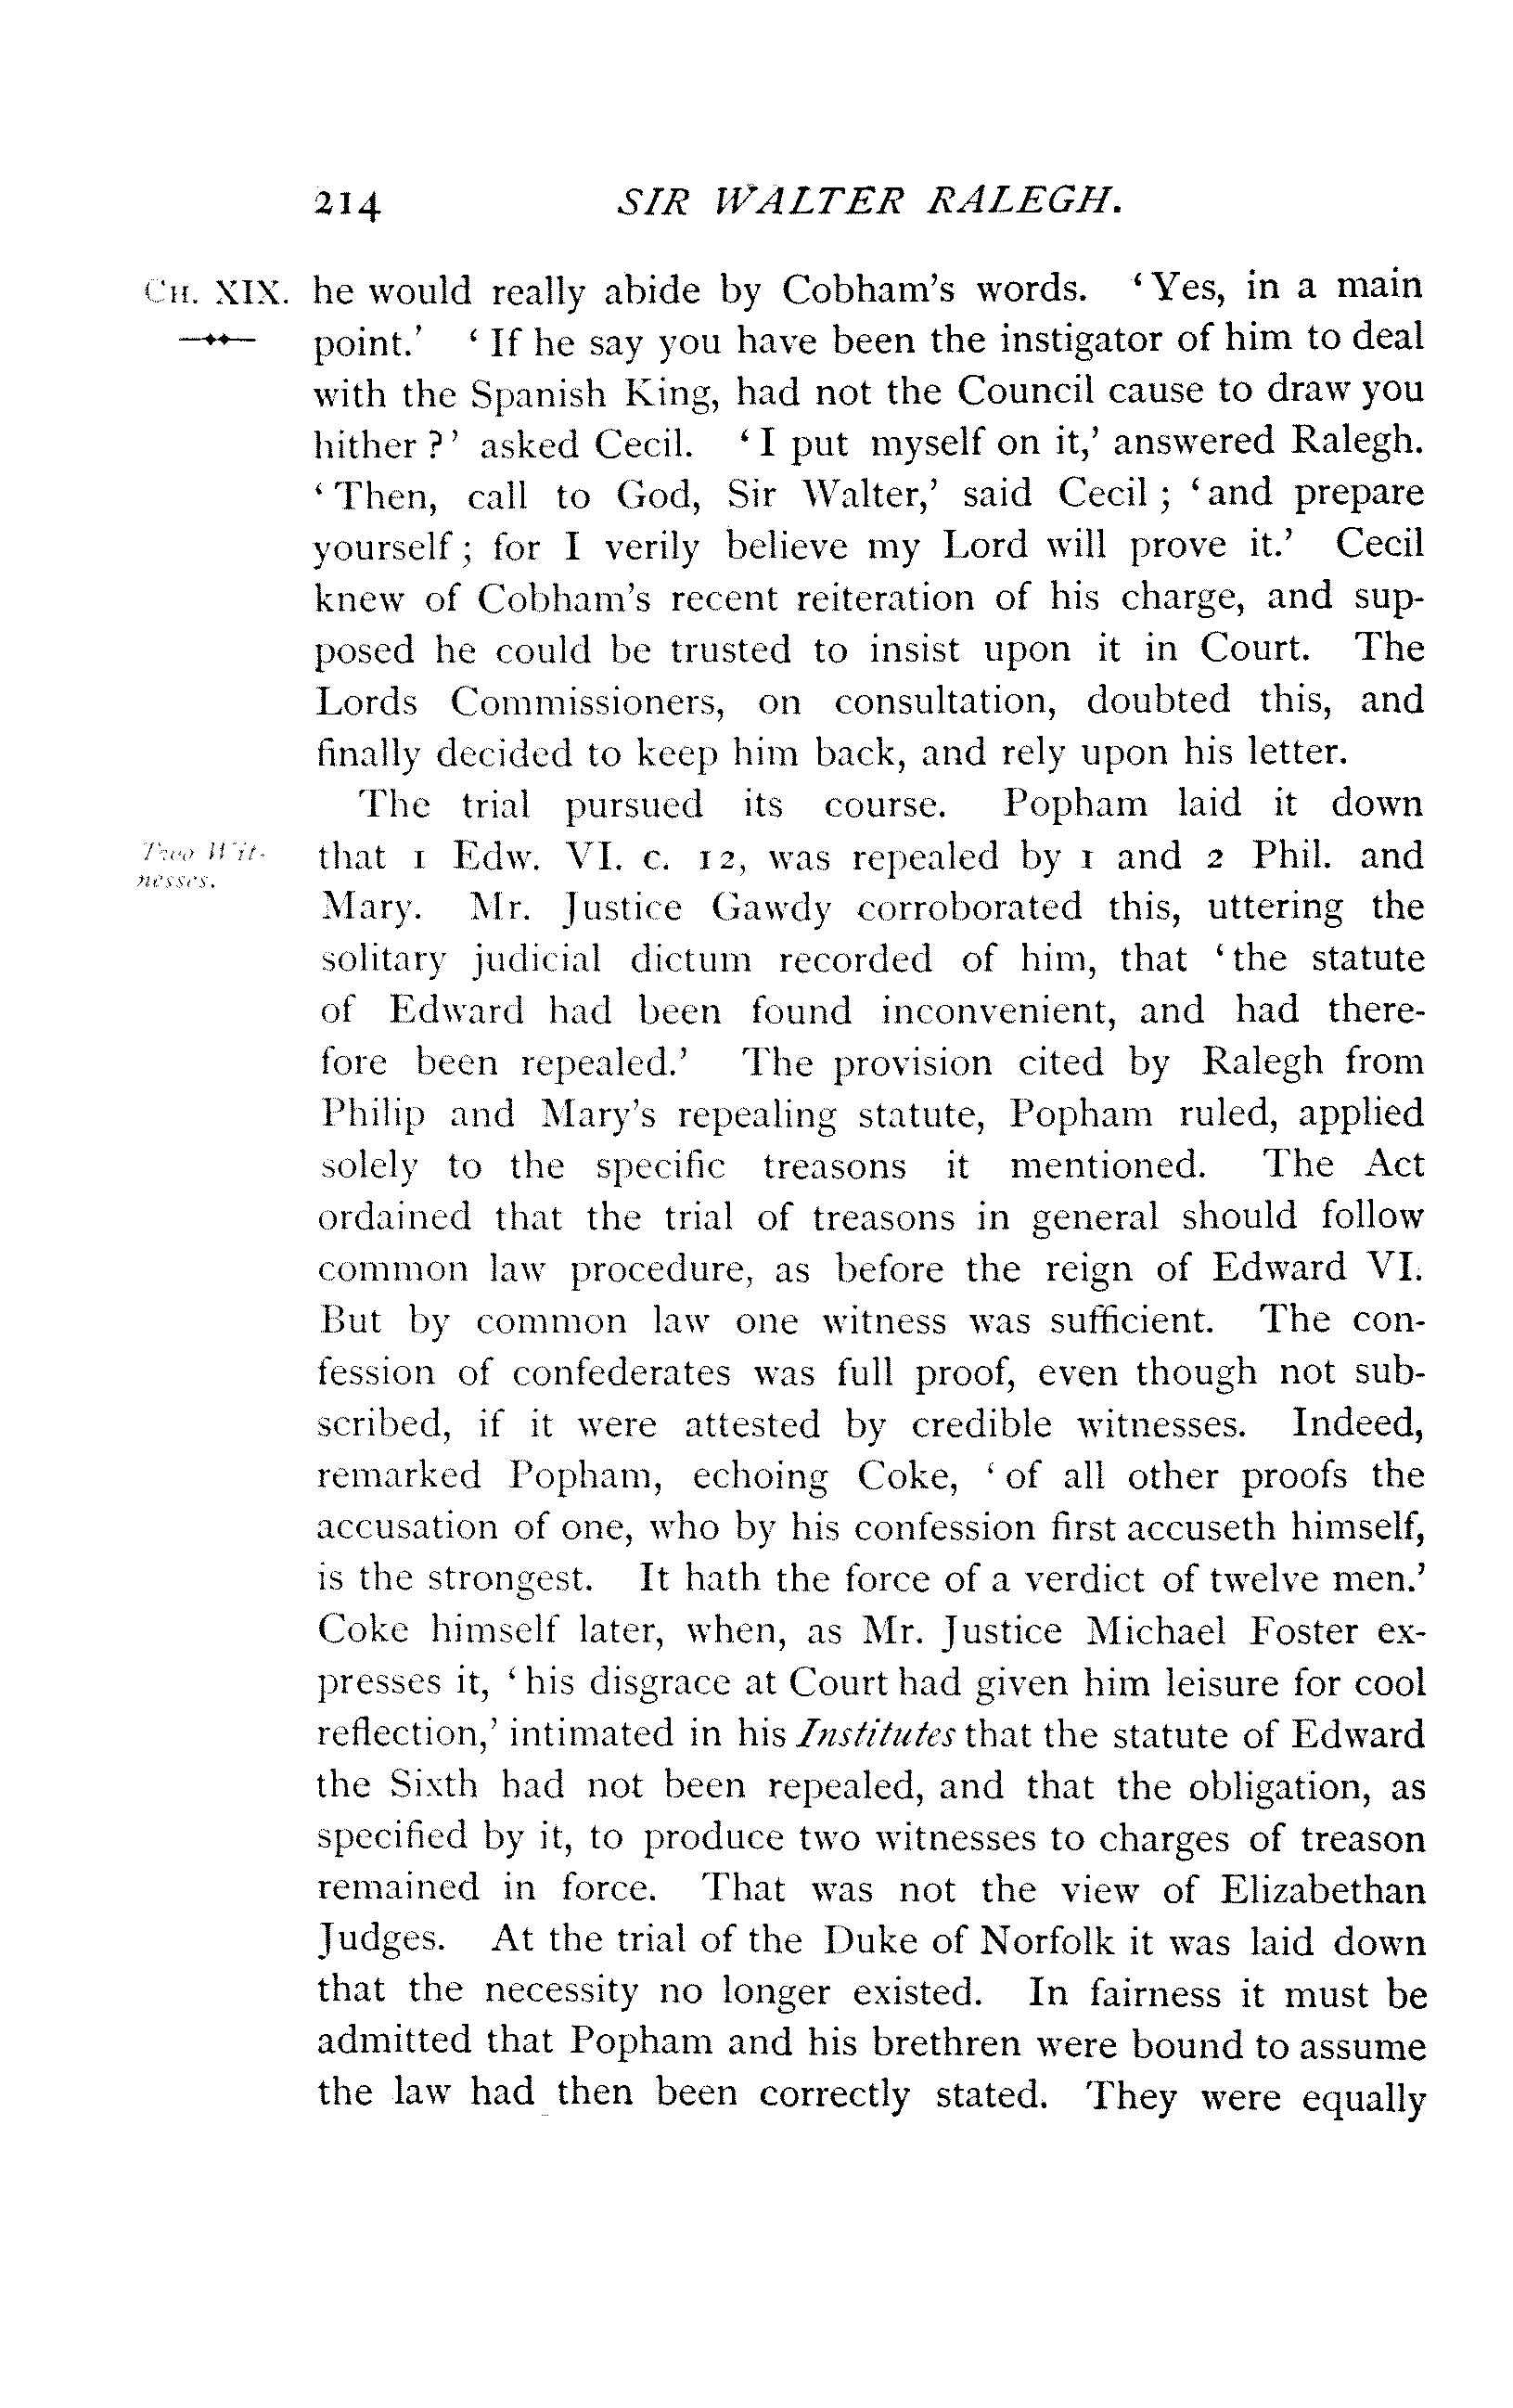 214 SIR WALTER RALEGH.
CH. XIX. he would really abide by Cobham's words. ‘Yes, in a main
point.’ ‘If he say you have been the instigator of him to deal
with the Spanish King, had not the Council cause to draw you
hither?’ asked Cecil. ‘I put myself on it,’ answered Ralegh.
‘Then, call to God, Sir Walter,’ said Cecil; ‘and prepare
yourself; for I verily believe my Lord will prove it.’ Cecil
knew of Cobham's recent reiteration of his charge, and sup-
posed he could be trusted to insist upon it in Court. The
Lords Commissioners, on consultation, doubted this, and
finally decided to keep him back, and rely upon his letter.
The trial pursued its course. Popham laid it down
Two Wit-
nesses.
that 1 Edw. VI. c. 12, was repealed by 1 and 2 Phil. and
Mary. Mr. Justice Gawdy corroborated this, uttering the
solitary judicial dictum recorded of him, that ‘the statute
of Edward had been found inconvenient, and had there-
fore been repealed.’ The provision cited by Ralegh from
Philip and Mary's repealing statute, Popham ruled, applied
solely to the specific treasons it mentioned. The Act
ordained that the trial of treasons in general should follow
common law procedure, as before the reign of Edward VI.
But by common law one witness was sufficient. The con-
fession of confederates was full proof, even though not sub-
scribed, if it were attested by credible witnesses. Indeed,
remarked Popham, echoing Coke, ‘of all other proofs the
accusation of one, who by his confession first accuseth himself,
is the strongest. It hath the force of a verdict of twelve men.’
Coke himself later, when, as Mr. Justice Michael Foster ex-
presses it, ‘his disgrace at Court had given him leisure for cool
reflection,’ intimated in his Institutes that the statute of Edward
the Sixth had not been repealed, and that the obligation, as
specified by it, to produce two witnesses to charges of treason
remained in force. That was not the view of Elizabethan
Judges. At the trial of the Duke of Norfolk it was laid down
that the necessity no longer existed. In fairness it must be
admitted that Popham and his brethren were bound to assume
the law had then been correctly stated. They were equally